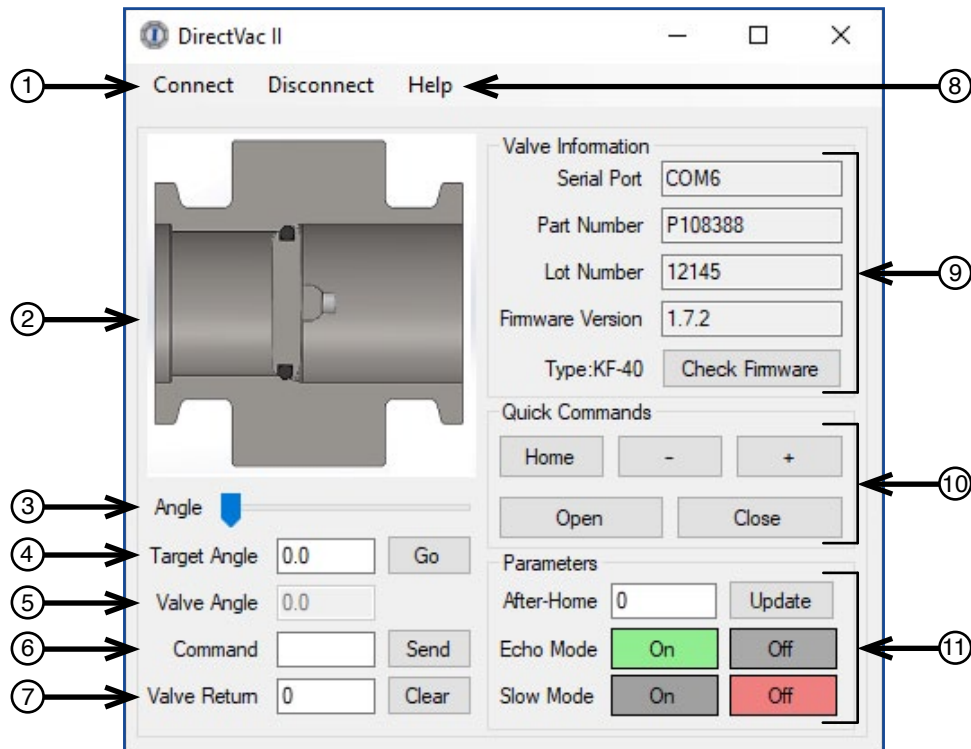 DirectVac II
① Connect Disconnect Help ⑧
②
③ Angle
④ Target Angle 0.0 Go
⑤ Valve Angle 0.0
⑥ Command Send
⑦ Valve Return 0 Clear
Valve Information
Serial Port COM6
Part Number P108388
Lot Number 12145
⑨
Firmware Version 1.7.2
Type:KF-40 Check Firmware
Quick Commands
Home - +
⑩
Open Close
Parameters
After-Home 0 Update
Echo Mode On Off ⑪
Slow Mode On Off